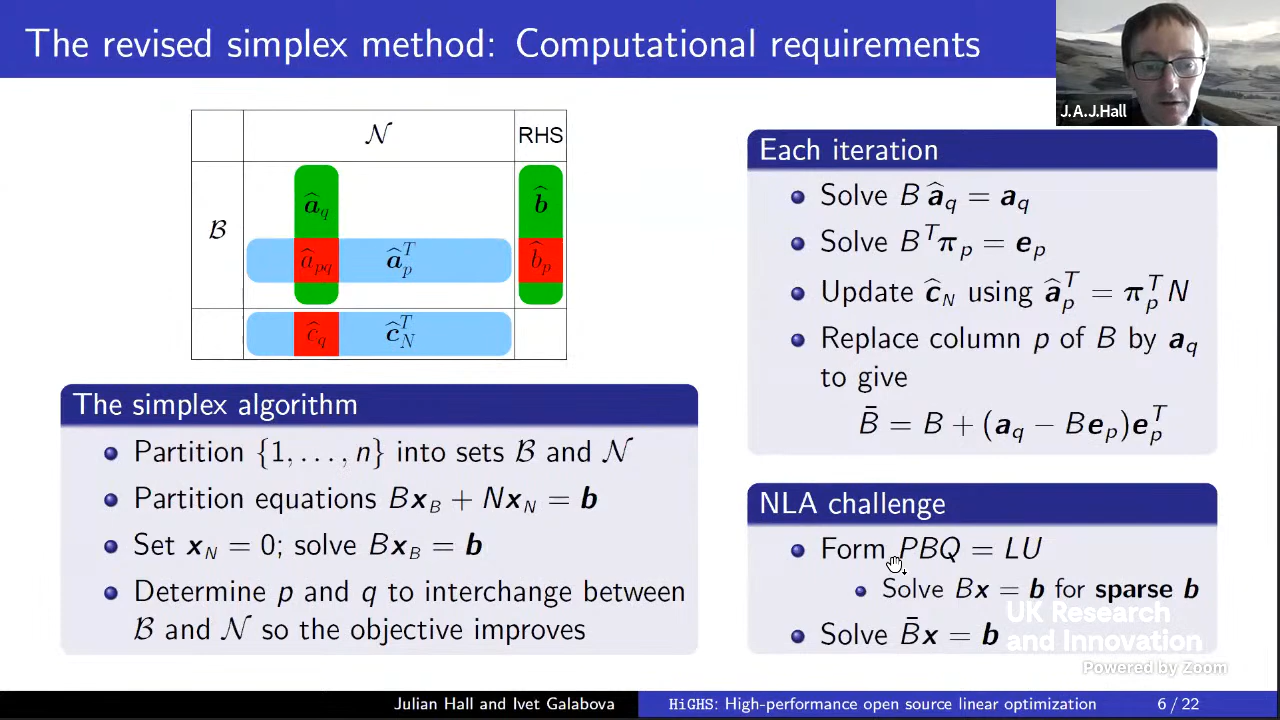 The revised simplex method: Computational requirements
J.A.J.Hall
𝒩 RHS
ℬ
â_q b̂
â_pq â_p^T b̂_p
ĉ_q ĉ_N^T
The simplex algorithm
Partition {1, . . . , n} into sets ℬ and 𝒩
Partition equations Bx_B + Nx_N = b
Set x_N = 0; solve Bx_B = b
Determine p and q to interchange between
ℬ and 𝒩 so the objective improves
Each iteration
Solve B â_q = a_q
Solve B^T π_p = e_p
Update ĉ_N using â_p^T = π_p^T N
Replace column p of B by a_q
to give
B̄ = B + (a_q − Be_p)e_p^T
NLA challenge
Form PBQ = LU
Solve Bx = b for sparse b
Solve B̄x = b
UK Research
and Innovation
Powered by Zoom
Julian Hall and Ivet Galabova
HiGHS: High-performance open source linear optimization
6 / 22